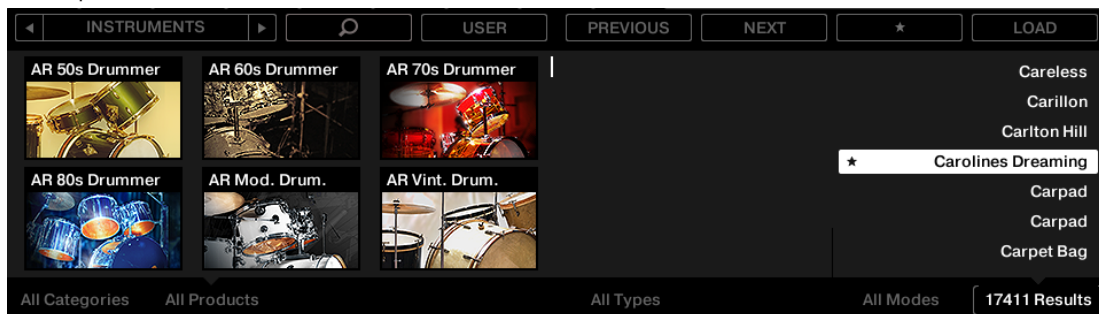 INSTRUMENTS
USER
PREVIOUS
NEXT
LOAD
AR 50s Drummer
AR 60s Drummer
AR 70s Drummer
AR 80s Drummer
AR Mod. Drum.
AR Vint. Drum.
Careless
Carillon
Carlton Hill
Carolines Dreaming
Carpad
Carpad
Carpet Bag
All Categories
All Products
All Types
All Modes
17411 Results